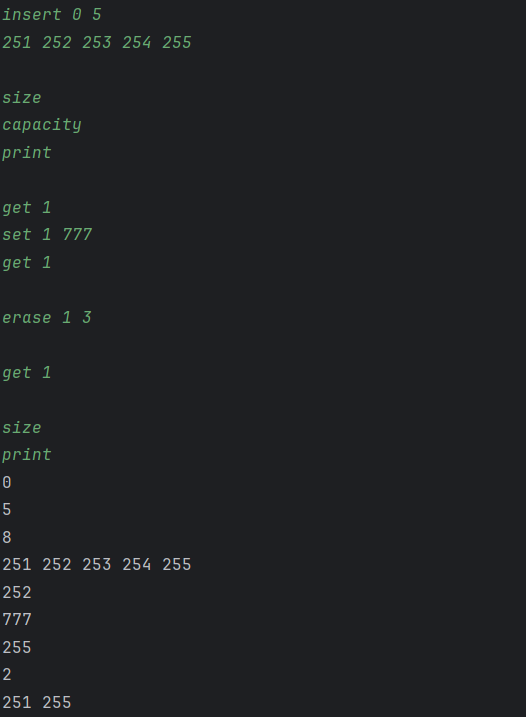 insert 0 5
251 252 253 254 255
size
capacity
print
get 1
set 1 777
get 1
erase 1 3
get 1
size
print
0
5
8
251 252 253 254 255
252
777
255
2
251 255